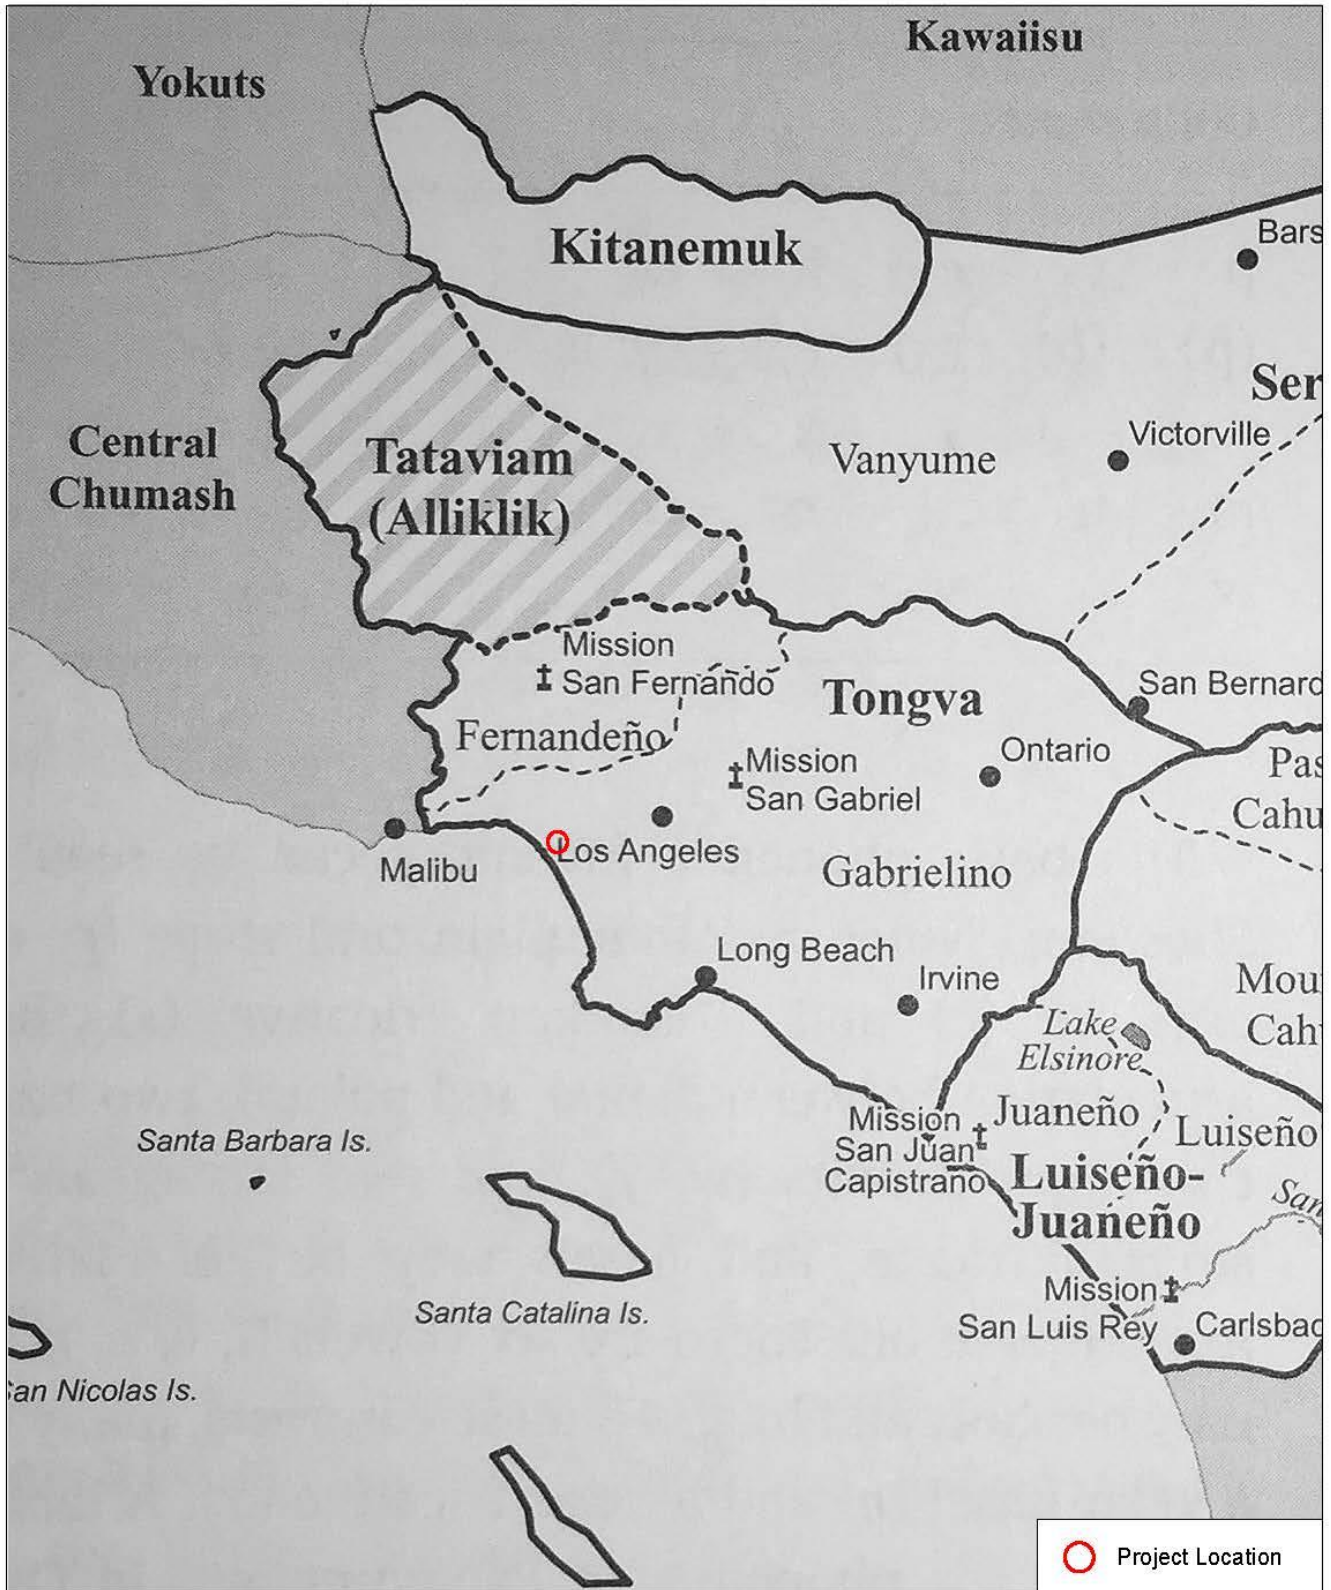 Kawaiisu
Yokuts
Kitanemuk
Bars
Ser
Central
Chumash
Tataviam
(Alliklik)
Vanyume
Victorville
Mission
San Fernando
Tongva
San Bernard
Fernandeño
Mission
San Gabriel
Ontario
Pas
Cahu
Malibu
Los Angeles
Gabrielino
Long Beach
Irvine
Mou
Cah
Lake
Elsinore
Mission
San Juan
Capistrano
Juaneño
Luiseño
Santa Barbara Is.
Luiseño-
Juaneño
San
Santa Catalina Is.
Mission
San Luis Rey
Carlsbad
an Nicolas Is.
Project Location